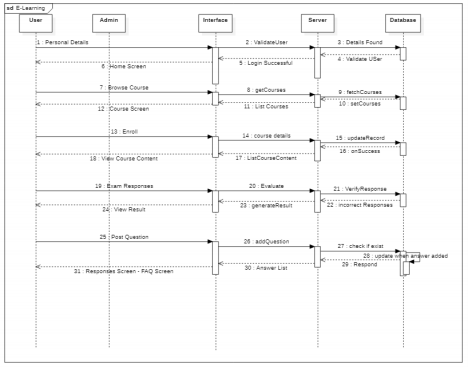 sd E-Learning
User
Admin
Interface
Server
Database
1 : Personal Details
2 : ValidateUser
3 : Details Found
4 : Validate USer
5 : Login Successful
6 : Home Screen
7 : Browse Course
8 : getCourses
9 : fetchCourses
10 : setCourses
11 : List Courses
12 : Course Screen
13 : Enroll
14 : course details
15 : updateRecord
16 : onSuccess
17 : ListCourseContent
18 : View Course Content
19 : Exam Responses
20 : Evaluate
21 : VerifyResponse
22 : incorrect Responses
23 : generateResult
24 : View Result
25 : Post Question
26 : addQuestion
27 : check if exist
28 : update when answer added
29 : Respond
30 : Answer List
31 : Responses Screen - FAQ Screen